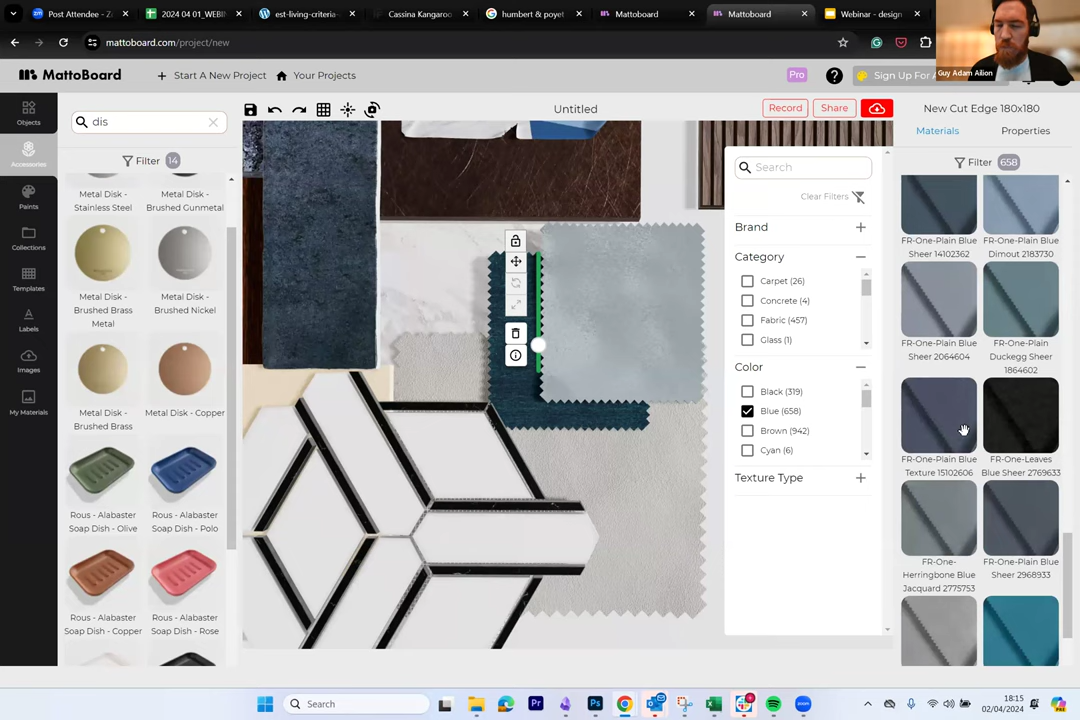 Post Attendee - Z
2024 04 01_WEBI
est-living-criteria-
Cassina Kangaroo
humbert & poyet
Mattoboard
Mattoboard
Webinar - design
mattoboard.com/project/new
Guy Adam Ailion
MattoBoard
Start A New Project
Your Projects
Pro
Sign Up For
Objects
Accessories
Paints
Collections
Templates
Labels
Images
My Materials
dis
Filter 14
Metal Disk -
Stainless Steel
Metal Disk -
Brushed Gunmetal
Metal Disk -
Brushed Brass
Metal
Metal Disk -
Brushed Nickel
Metal Disk -
Brushed Brass
Metal Disk - Copper
Rous - Alabaster
Soap Dish - Olive
Rous - Alabaster
Soap Dish - Polo
Rous - Alabaster
Soap Dish - Copper
Rous - Alabaster
Soap Dish - Rose
Untitled
Record
Share
Search
Clear Filters
Brand
Category
Carpet (26)
Concrete (4)
Fabric (457)
Glass (1)
Color
Black (319)
Blue (658)
Brown (942)
Cyan (6)
Texture Type
New Cut Edge 180x180
Materials
Properties
Filter 658
FR-One-Plain Blue
Sheer 14102362
FR-One-Plain Blue
Dimout 2183730
FR-One-Plain Blue
Sheer 2064604
FR-One-Plain
Duckegg Sheer
1864602
FR-One-Plain Blue
Texture 15102606
FR-One-Leaves
Blue Sheer 2769633
FR-One-
Herringbone Blue
Jacquard 2775753
FR-One-Plain Blue
Sheer 2968933
Search
18:15
02/04/2024